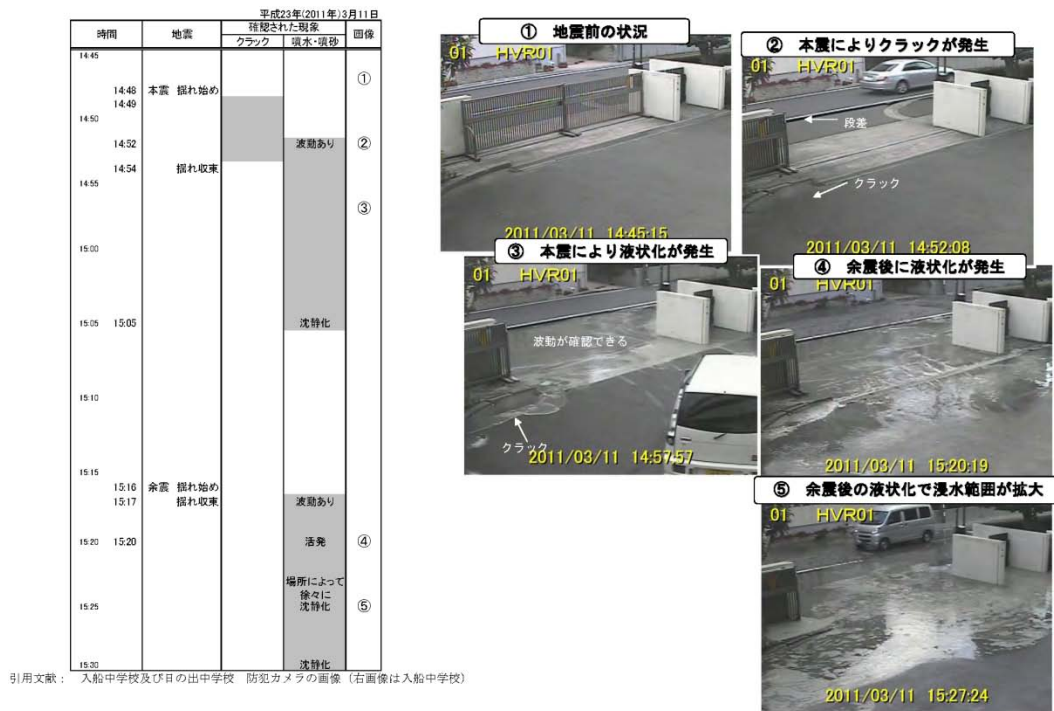 平成23年(2011年)3月11日
時間
地震
確認された現象
画像
クラック
噴水・噴砂
14:45
①
14:48 本震 揺れ始め
14:49
14:50
14:52 波動あり ②
14:54 揺れ収束
14:55
③
15:00
15:05 15:05 沈静化
15:10
15:15
15:16 余震 揺れ始め
15:17 揺れ収束 波動あり
15:20 15:20 活発 ④
場所によって
徐々に
15:25 沈静化 ⑤
15:30 沈静化
引用文献： 入船中学校及び日の出中学校 防犯カメラの画像（右画像は入船中学校）
① 地震前の状況
01 HVR01
2011/03/11 14:45:15
② 本震によりクラックが発生
01 HVR01
段差
クラック
2011/03/11 14:52:08
③ 本震により液状化が発生
01 HVR01
波動が確認できる
クラック
2011/03/11 14:57:57
④ 余震後に液状化が発生
01 HVR01
2011/03/11 15:20:19
⑤ 余震後の液状化で浸水範囲が拡大
01 HVR01
2011/03/11 15:27:24